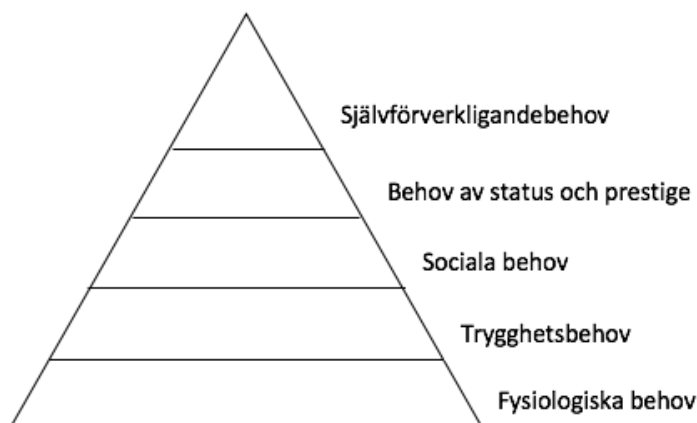 Självförverkligandebehov
Behov av status och prestige
Sociala behov
Trygghetsbehov
Fysiologiska behov